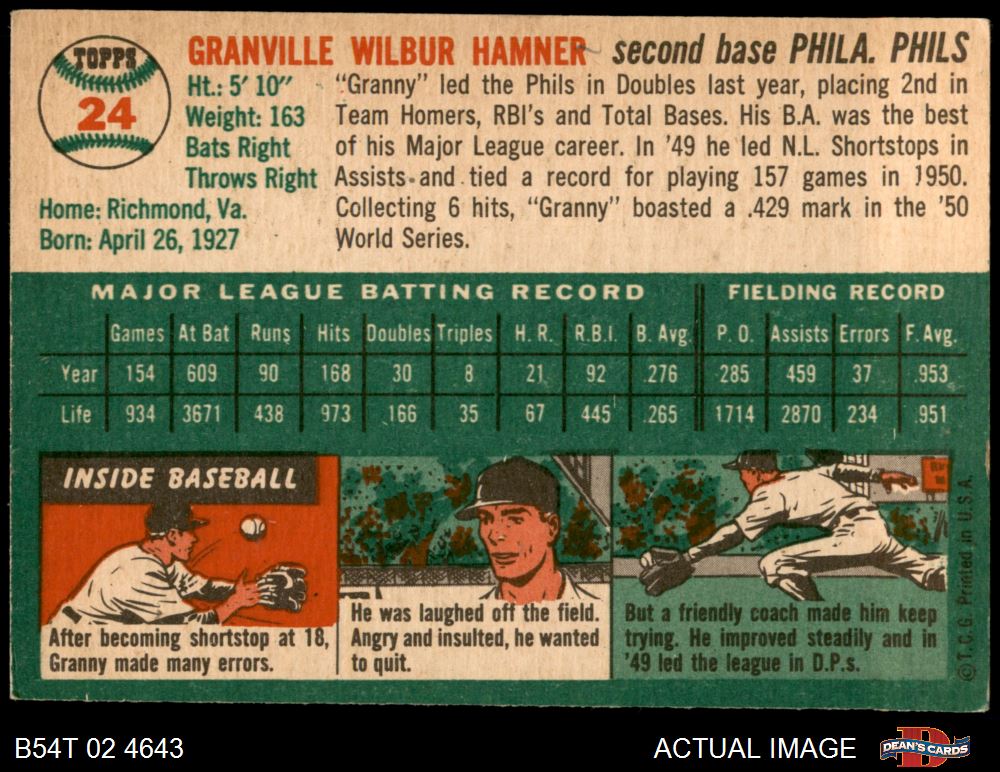 TOPPS
24
GRANVILLE WILBUR HAMNER second base PHILA. PHILS
Ht.: 5' 10"
Weight: 163
Bats Right
Throws Right
Home: Richmond, Va.
Born: April 26, 1927
"Granny" led the Phils in Doubles last year, placing 2nd in
Team Homers, RBI's and Total Bases. His B.A. was the best
of his Major League career. In '49 he led N.L. Shortstops in
Assists and tied a record for playing 157 games in 1950.
Collecting 6 hits, "Granny" boasted a .429 mark in the '50
World Series.
MAJOR LEAGUE BATTING RECORD FIELDING RECORD
Games At Bat Runs Hits Doubles Triples H. R. R.B.I. B. Avg. P. O. Assists Errors F. Avg.
Year 154 609 90 168 30 8 21 92 .276 285 459 37 .953
Life 934 3671 438 973 166 35 67 445 .265 1714 2870 234 .951
INSIDE BASEBALL
After becoming shortstop at 18,
Granny made many errors.
He was laughed off the field.
Angry and insulted, he wanted
to quit.
But a friendly coach made him keep
trying. He improved steadily and in
'49 led the league in D.P.s.
© T.C.G. Printed in U.S.A.
B54T 02 4643
ACTUAL IMAGE
DEAN'S CARDS